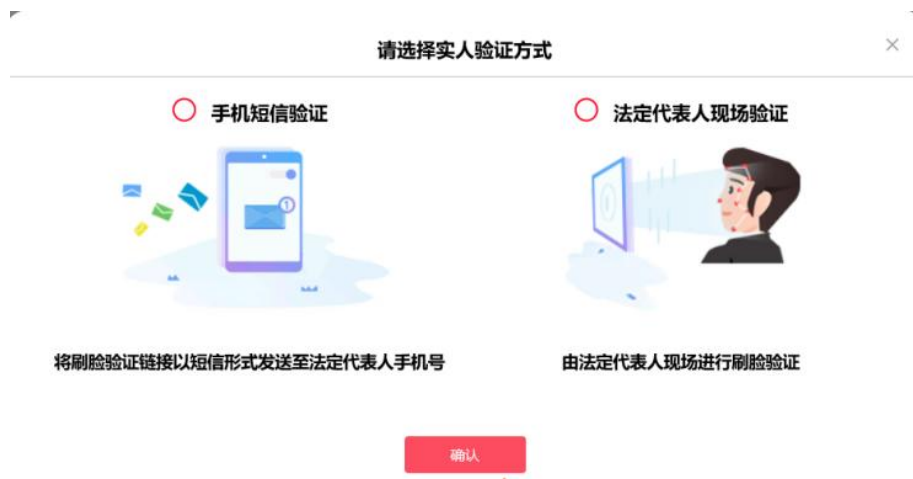 请选择实人验证方式
手机短信验证
法定代表人现场验证
1
将刷脸验证链接以短信形式发送至法定代表人手机号
由法定代表人现场进行刷脸验证
确认